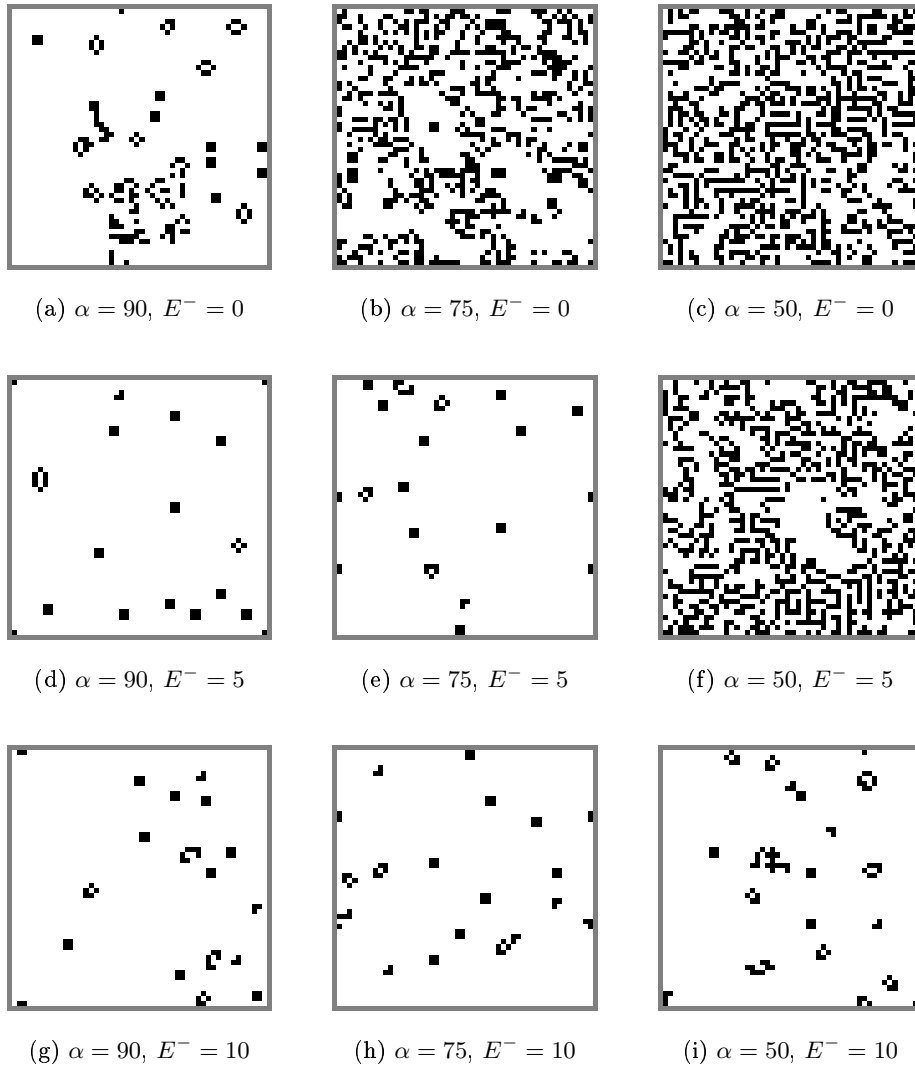 (a) α = 90, E⁻ = 0 (b) α = 75, E⁻ = 0 (c) α = 50, E⁻ = 0
(d) α = 90, E⁻ = 5 (e) α = 75, E⁻ = 5 (f) α = 50, E⁻ = 5
(g) α = 90, E⁻ = 10 (h) α = 75, E⁻ = 10 (i) α = 50, E⁻ = 10